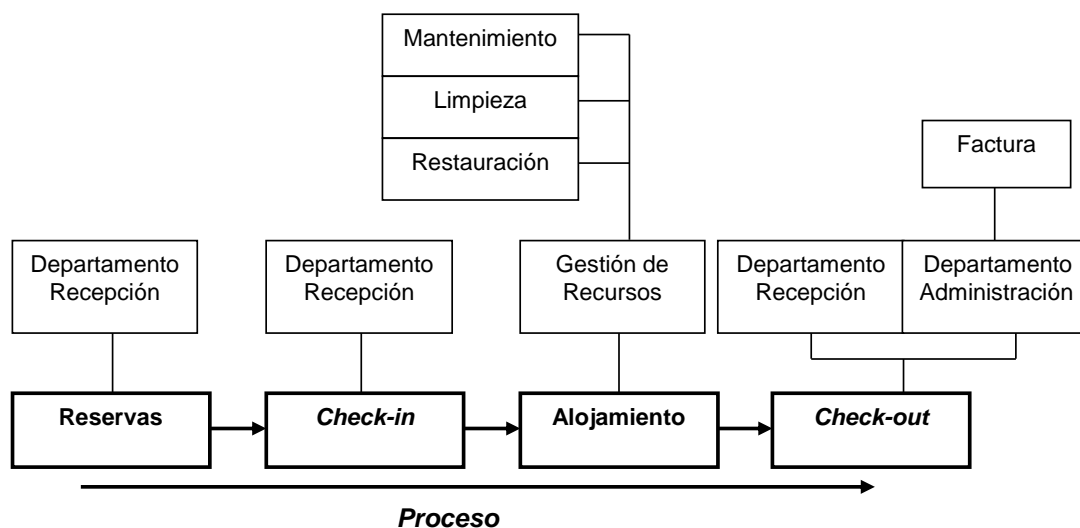 Mantenimiento
Limpieza
Restauración
Factura
Departamento
Recepción
Departamento
Recepción
Gestión de
Recursos
Departamento
Recepción
Departamento
Administración
Reservas
Check-in
Alojamiento
Check-out
Proceso